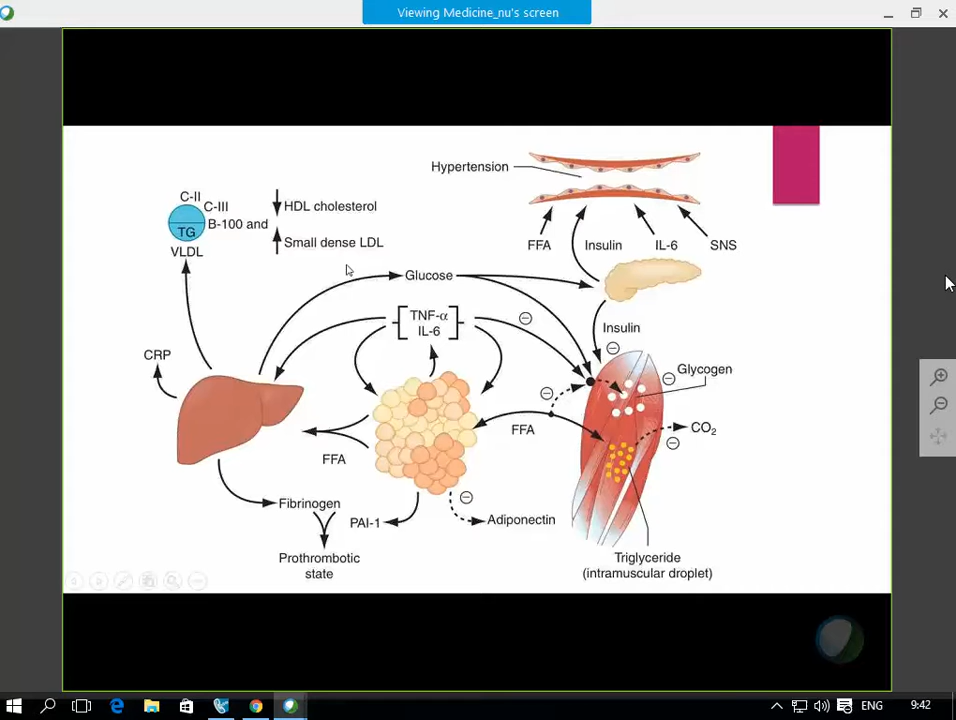 Viewing Medicine_nu's screen
Hypertension
C-II
C-III
B-100 and
TG
VLDL
HDL cholesterol
Small dense LDL
FFA
Insulin
IL-6
SNS
Glucose
TNF-α
IL-6
Insulin
CRP
Glycogen
FFA
CO2
FFA
Fibrinogen
PAI-1
Adiponectin
Prothrombotic
state
Triglyceride
(intramuscular droplet)
ENG
9:42